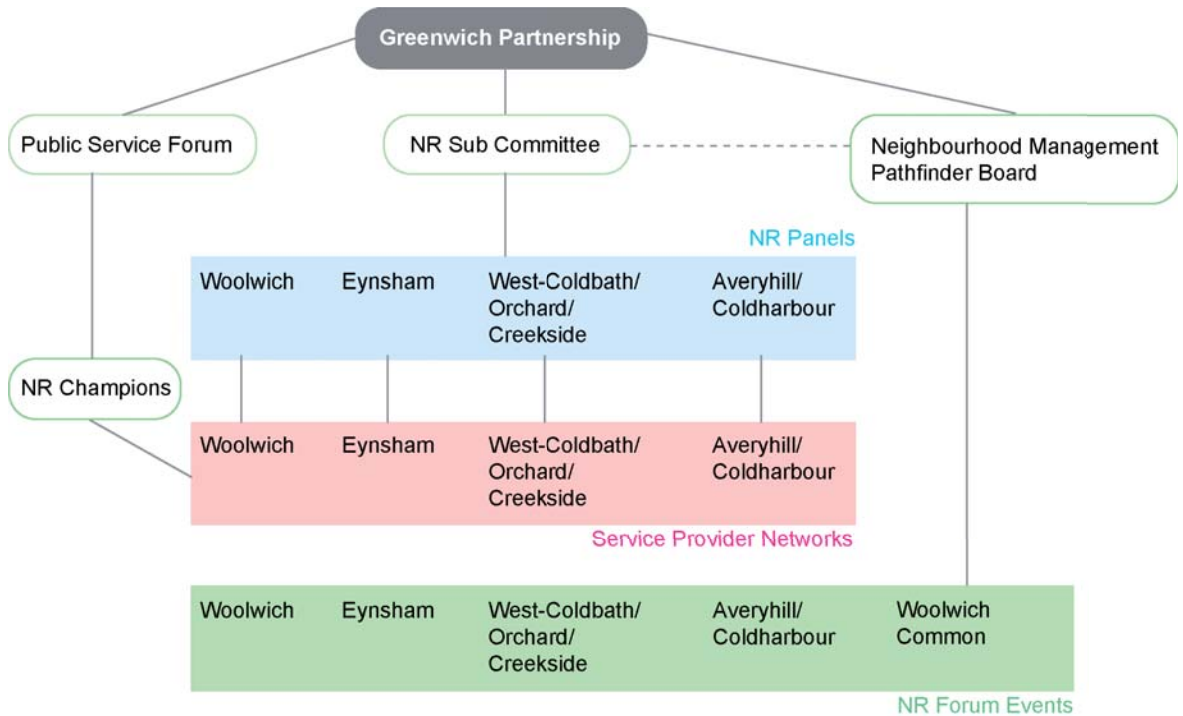 Greenwich Partnership
Public Service Forum
NR Sub Committee
Neighbourhood Management
Pathfinder Board
NR Panels
Woolwich
Eynsham
West-Coldbath/
Orchard/
Creekside
Averyhill/
Coldharbour
NR Champions
Woolwich
Eynsham
West-Coldbath/
Orchard/
Creekside
Averyhill/
Coldharbour
Service Provider Networks
Woolwich
Eynsham
West-Coldbath/
Orchard/
Creekside
Averyhill/
Coldharbour
Woolwich
Common
NR Forum Events